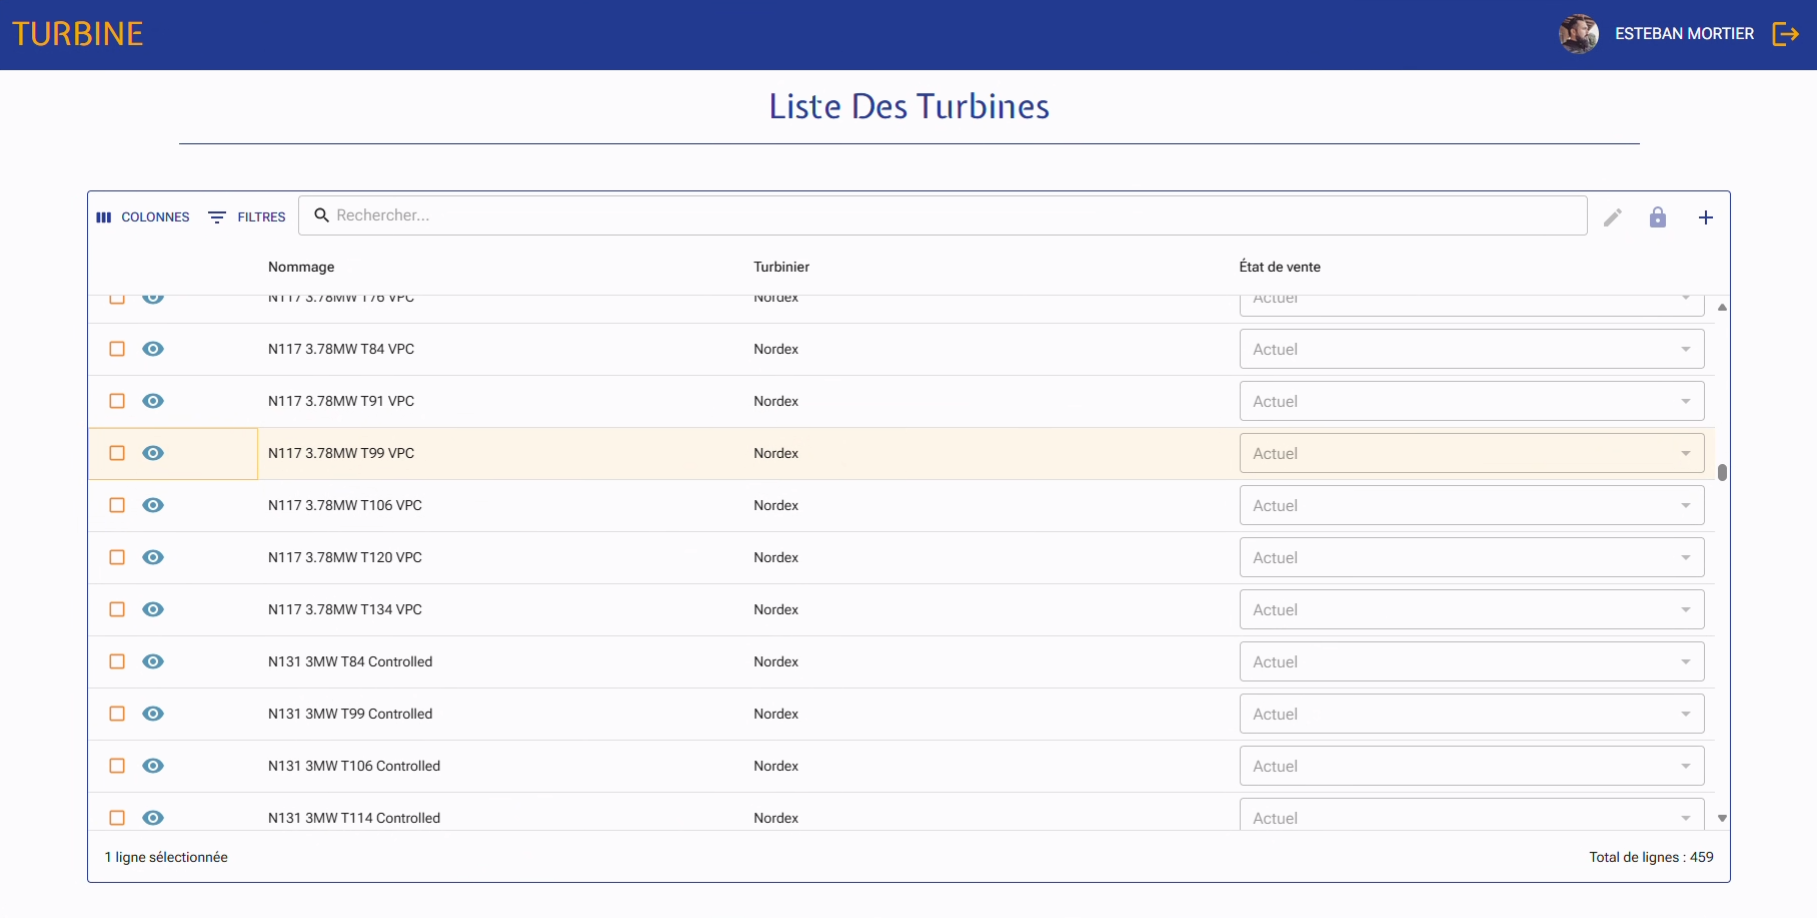 TURBINE
ESTEBAN MORTIER
Liste Des Turbines
COLONNES FILTRES Rechercher...
Nommage Turbinier État de vente
N117 3.78MW T76 VPC Nordex Actuel
N117 3.78MW T84 VPC Nordex Actuel
N117 3.78MW T91 VPC Nordex Actuel
N117 3.78MW T99 VPC Nordex Actuel
N117 3.78MW T106 VPC Nordex Actuel
N117 3.78MW T120 VPC Nordex Actuel
N117 3.78MW T134 VPC Nordex Actuel
N131 3MW T84 Controlled Nordex Actuel
N131 3MW T99 Controlled Nordex Actuel
N131 3MW T106 Controlled Nordex Actuel
N131 3MW T114 Controlled Nordex Actuel
1 ligne sélectionnée Total de lignes : 459